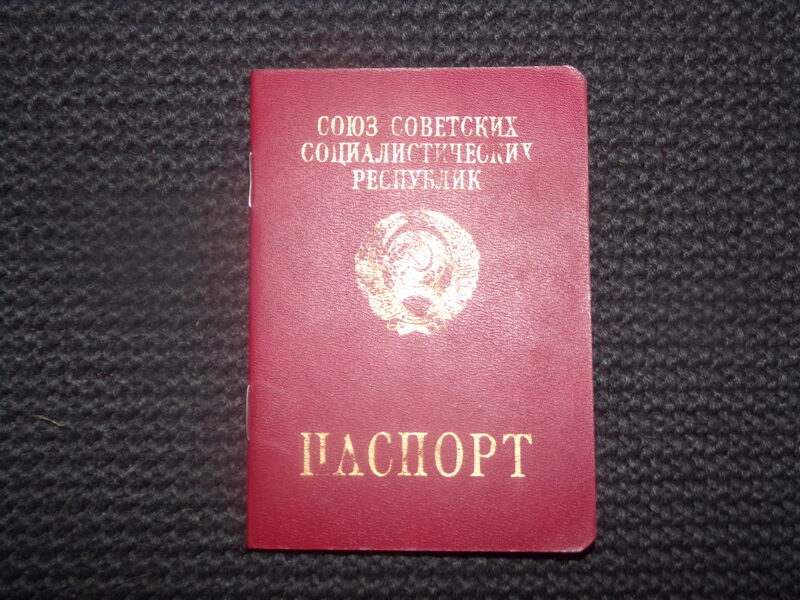 СОЮЗ СОВЕТСКИХ
СОЦИАЛИСТИЧЕСКИХ
РЕСПУБЛИК
ПАСПОРТ